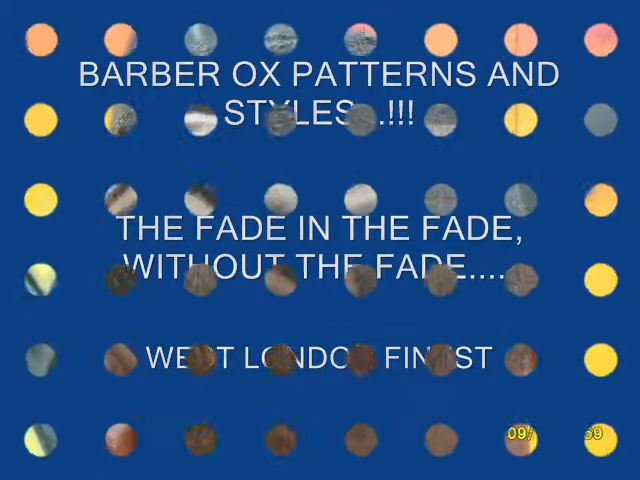 BARBER OX PATTERNS AND
STYLES...!!!
THE FADE IN THE FADE,
WITHOUT THE FADE....
WEST LONDON FINEST